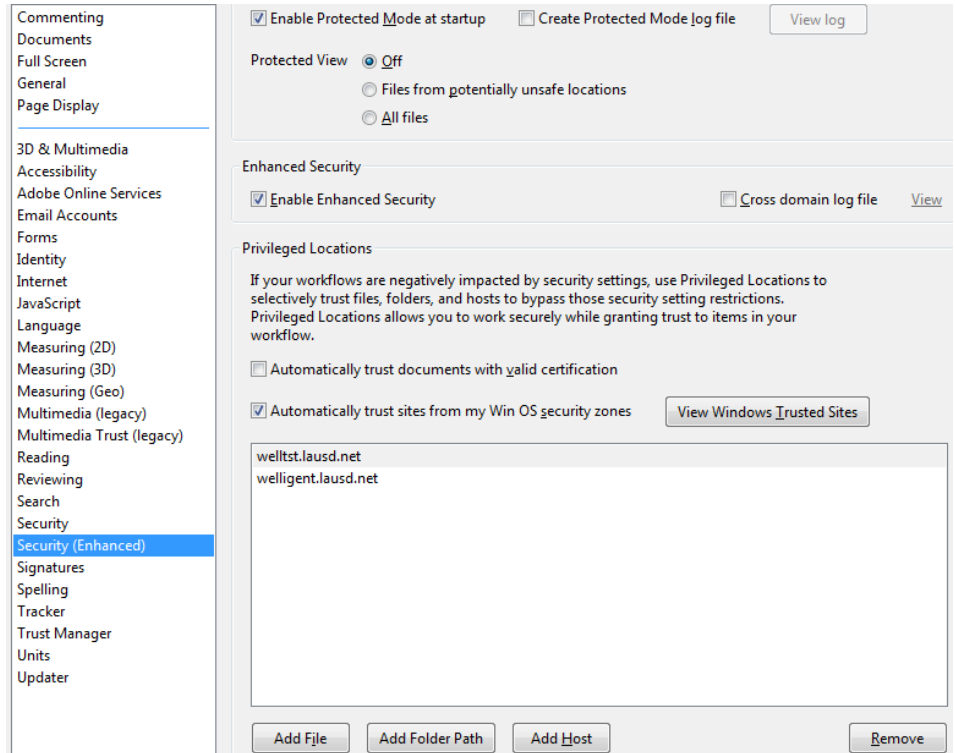 Commenting
Documents
Full Screen
General
Page Display
3D & Multimedia
Accessibility
Adobe Online Services
Email Accounts
Forms
Identity
Internet
JavaScript
Language
Measuring (2D)
Measuring (3D)
Measuring (Geo)
Multimedia (legacy)
Multimedia Trust (legacy)
Reading
Reviewing
Search
Security
Security (Enhanced)
Signatures
Spelling
Tracker
Trust Manager
Units
Updater
Enable Protected Mode at startup Create Protected Mode log file View log
Protected View Off
Files from potentially unsafe locations
All files
Enhanced Security
Enable Enhanced Security Cross domain log file View
Privileged Locations
If your workflows are negatively impacted by security settings, use Privileged Locations to
selectively trust files, folders, and hosts to bypass those security setting restrictions.
Privileged Locations allows you to work securely while granting trust to items in your
workflow.
Automatically trust documents with valid certification
Automatically trust sites from my Win OS security zones View Windows Trusted Sites
welltst.lausd.net
welligent.lausd.net
Add File Add Folder Path Add Host Remove